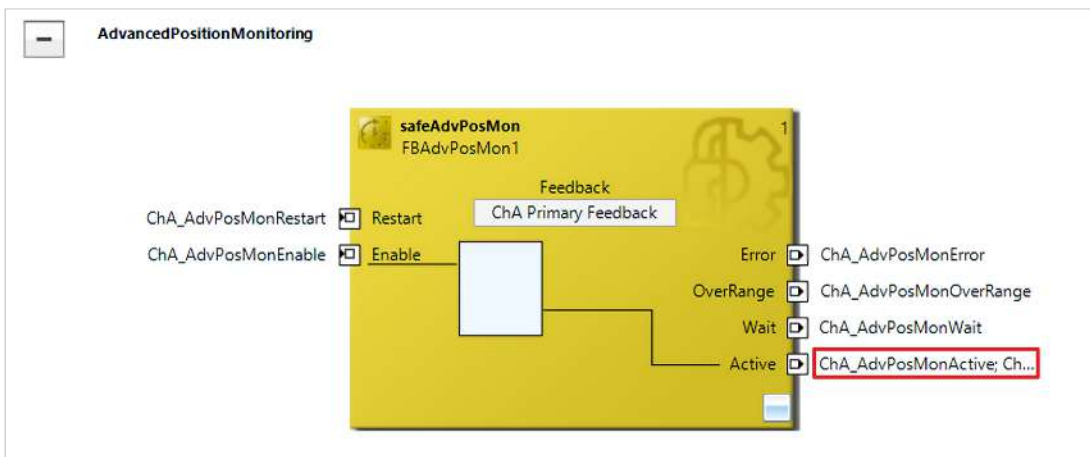 AdvancedPositionMonitoring
safeAdvPosMon
1
FBAdvPosMon1
Feedback
ChA Primary Feedback
ChA_AdvPosMonRestart Restart
ChA_AdvPosMonEnable Enable
Error ChA_AdvPosMonError
OverRange ChA_AdvPosMonOverRange
Wait ChA_AdvPosMonWait
Active ChA_AdvPosMonActive; Ch...